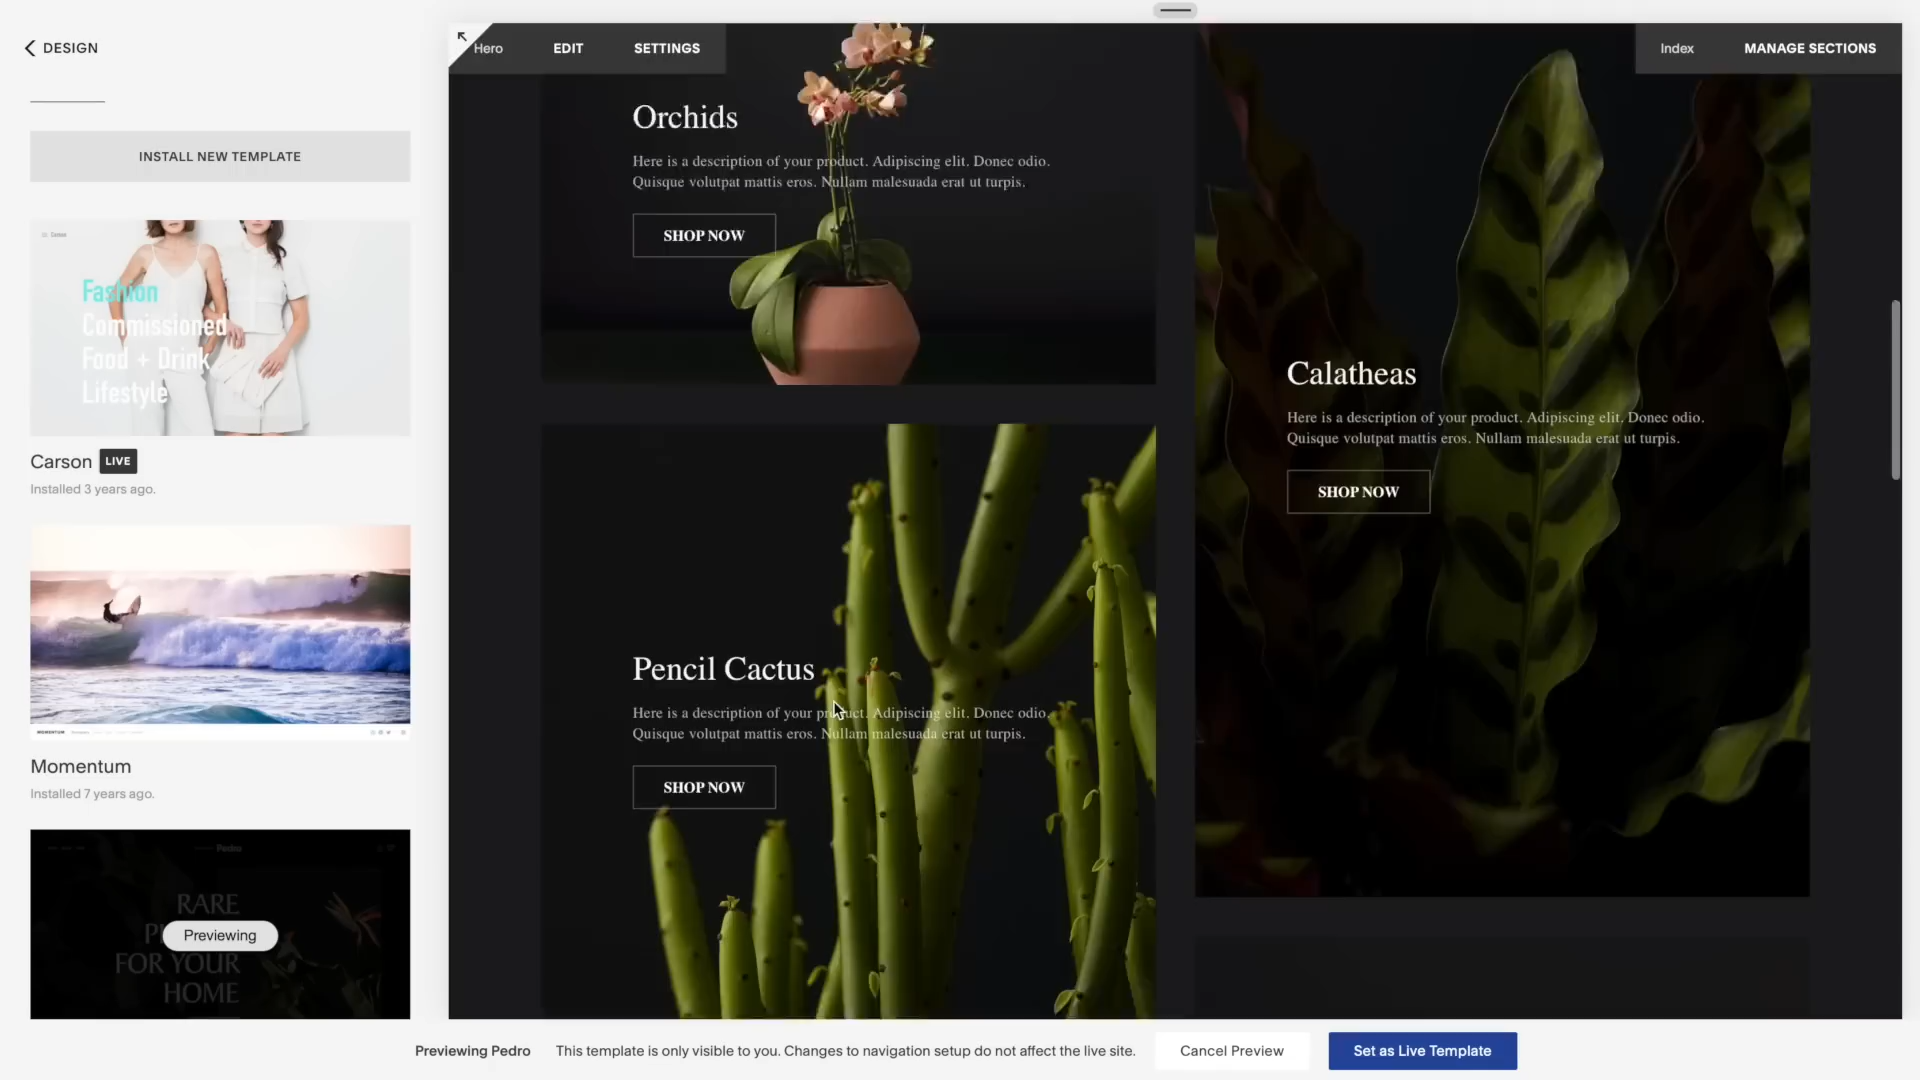 DESIGN
INSTALL NEW TEMPLATE
Carson
Fashion
Commissioned
Food + Drink
Lifestyle
Carson LIVE
Installed 3 years ago.
MOMENTUM
Momentum
Installed 7 years ago.
Pedro
RARE
FOR YOUR
HOME
Previewing
Hero EDIT SETTINGS
Index MANAGE SECTIONS
Orchids
Here is a description of your product. Adipiscing elit. Donec odio.
Quisque volutpat mattis eros. Nullam malesuada erat ut turpis.
SHOP NOW
Pencil Cactus
Here is a description of your product. Adipiscing elit. Donec odio.
Quisque volutpat mattis eros. Nullam malesuada erat ut turpis.
SHOP NOW
Calatheas
Here is a description of your product. Adipiscing elit. Donec odio.
Quisque volutpat mattis eros. Nullam malesuada erat ut turpis.
SHOP NOW
Previewing Pedro This template is only visible to you. Changes to navigation setup do not affect the live site. Cancel Preview Set as Live Template